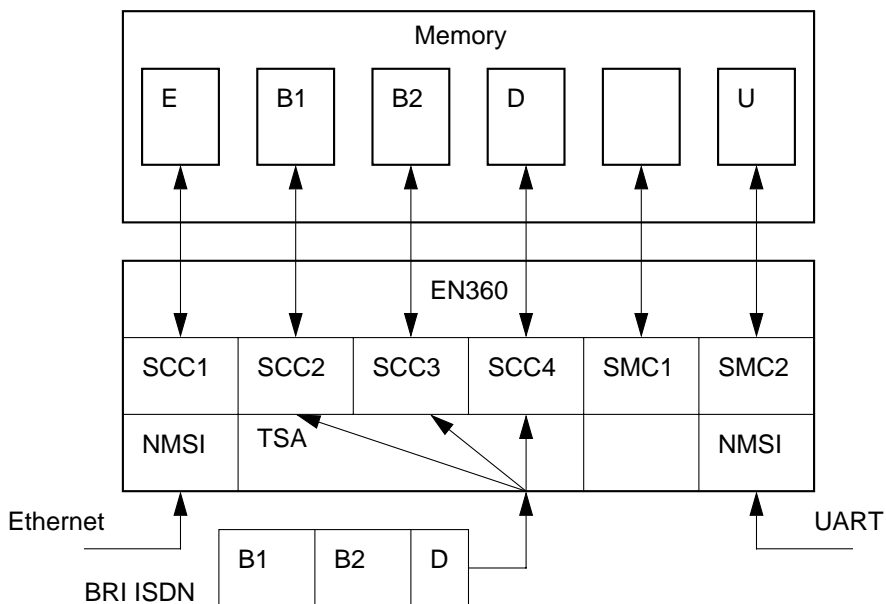 Memory
E B1 B2 D U
EN360
SCC1 SCC2 SCC3 SCC4 SMC1 SMC2
NMSI TSA NMSI
Ethernet UART
B1 B2 D
BRI ISDN